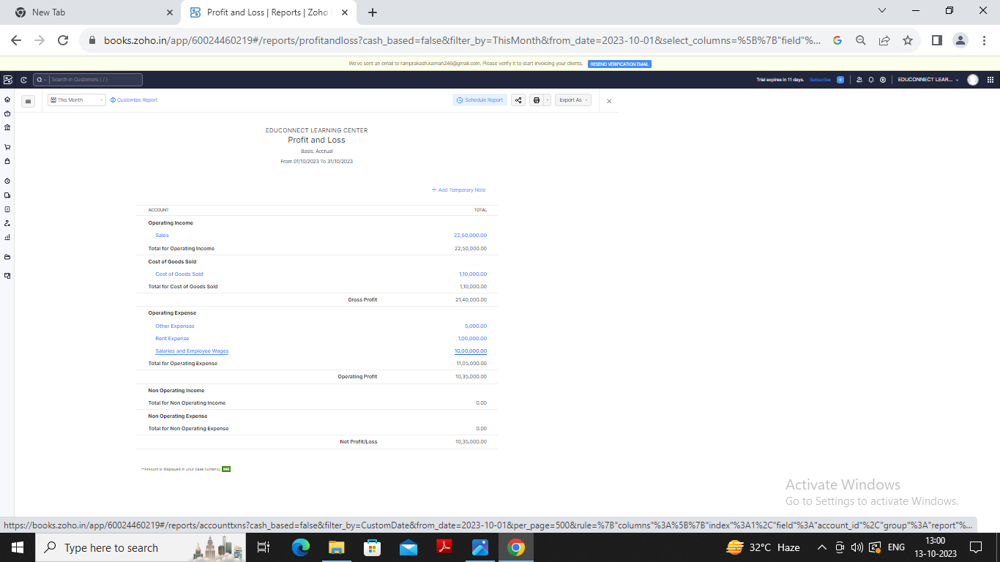 New Tab
Profit and Loss | Reports | Zoho
books.zoho.in/app/60024460219#/reports/profitandloss?cash_based=false&filter_by=ThisMonth&from_date=2023-10-01&select_columns=%5B%7B"field"%...
We've sent an email to ramprakash.kaman246@gmail.com. Please verify it to start invoicing your clients. RESEND VERIFICATION EMAIL
Search in Customers ( / )
Trial expires in 11 days. Subscribe
EDUCONNECT LEAR...
This Month
Customize Report
Schedule Report
Export As
EDUCONNECT LEARNING CENTER
Profit and Loss
Basis: Accrual
From 01/10/2023 To 31/10/2023
+ Add Temporary Note
ACCOUNT TOTAL
Operating Income
Sales 22,50,000.00
Total for Operating Income 22,50,000.00
Cost of Goods Sold
Cost of Goods Sold 1,10,000.00
Total for Cost of Goods Sold 1,10,000.00
Gross Profit 21,40,000.00
Operating Expense
Other Expenses 5,000.00
Rent Expense 1,00,000.00
Salaries and Employee Wages 10,00,000.00
Total for Operating Expense 11,05,000.00
Operating Profit 10,35,000.00
Non Operating Income
Total for Non Operating Income 0.00
Non Operating Expense
Total for Non Operating Expense 0.00
Net Profit/Loss 10,35,000.00
**Amount is displayed in your base currency INR
Activate Windows
Go to Settings to activate Windows.
https://books.zoho.in/app/60024460219#/reports/accounttxns?cash_based=false&filter_by=CustomDate&from_date=2023-10-01&per_page=500&rule=%7B"columns"%3A%5B%7B"index"%3A1%2C"field"%3A"account_id"%2C"group"%3A"report"%...
Type here to search
32°C Haze
ENG
13:00
13-10-2023